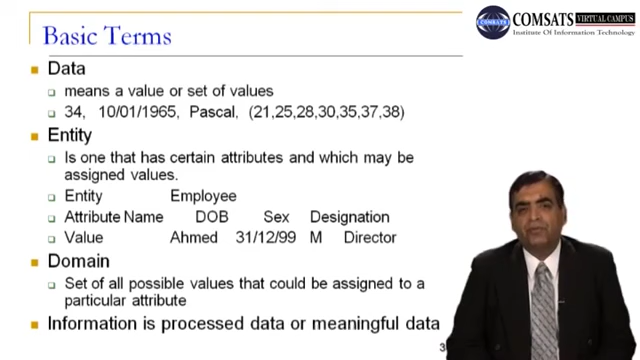 Basic Terms
COMSATS VIRTUAL CAMPUS
Institute Of Information Technology
Data
means a value or set of values
34, 10/01/1965, Pascal, (21,25,28,30,35,37,38)
Entity
Is one that has certain attributes and which may be
assigned values.
Entity Employee
Attribute Name DOB Sex Designation
Value Ahmed 31/12/99 M Director
Domain
Set of all possible values that could be assigned to a
particular attribute
Information is processed data or meaningful data
3